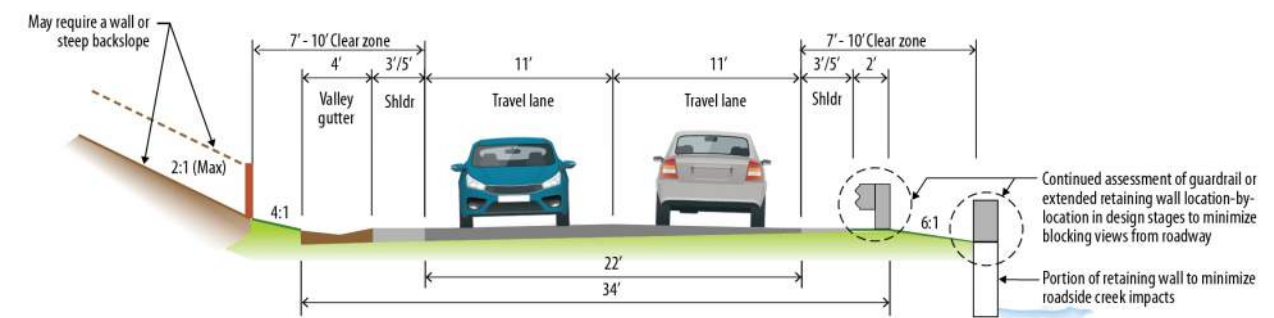 May require a wall or
steep backslope
7’ - 10’ Clear zone
7’ - 10’ Clear zone
4’
3’/5’
11’
11’
3’/5’
2’
Valley
gutter
Shldr
Travel lane
Travel lane
Shldr
2:1 (Max)
4:1
6:1
Continued assessment of guardrail or
extended retaining wall location-by-
location in design stages to minimize
blocking views from roadway
22’
34’
Portion of retaining wall to minimize
roadside creek impacts